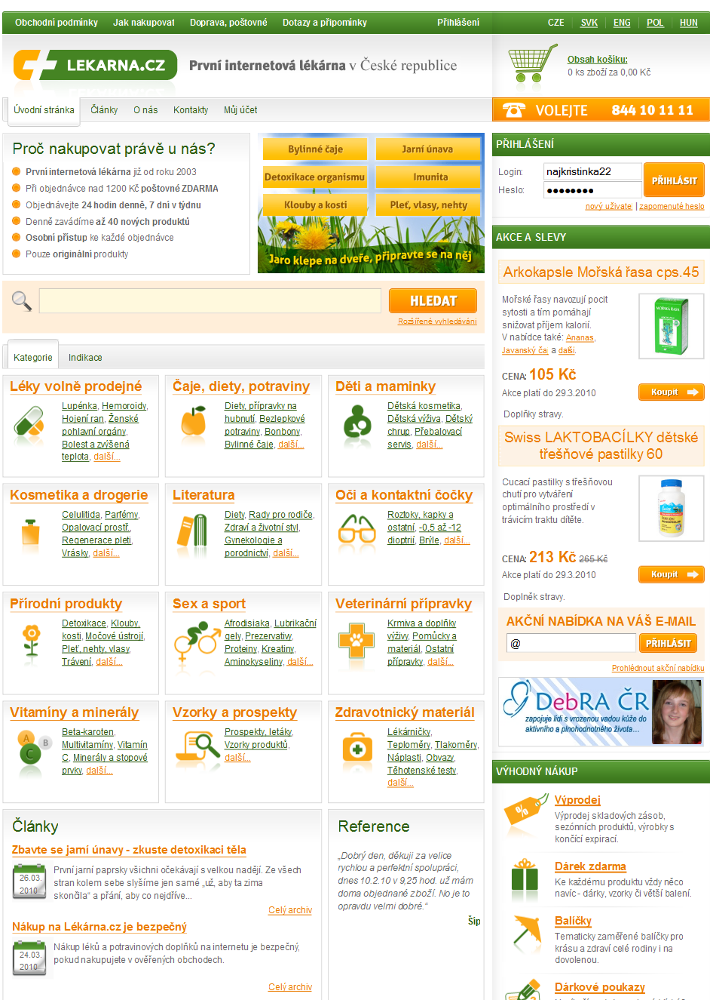 Obchodní podmínky   Jak nakupovat   Doprava, poštovné   Dotazy a připomínky   Přihlášení   CZE   SVK   ENG   POL   HUN
LEKARNA.CZ
První internetová lékárna v České republice
Obsah košíku:
0 ks zboží za 0,00 Kč
Úvodní stránka   Články   O nás   Kontakty   Můj účet
VOLEJTE   844 10 11 11
Proč nakupovat právě u nás?
První internetová lékárna již od roku 2003
Při objednávce nad 1200 Kč poštovné ZDARMA
Objednávejte 24 hodin denně, 7 dní v týdnu
Denně zavádíme až 40 nových produktů
Osobní přístup ke každé objednávce
Pouze originální produkty
Bylinné čaje   Jarní únava
Detoxikace organismu   Imunita
Klouby a kosti   Pleť, vlasy, nehty
Jaro klepe na dveře, připravte se na něj
PŘIHLÁŠENÍ
Login: najkristinka22
Heslo: ●●●●●●●●
PŘIHLÁSIT
nový uživatel | zapomenuté heslo
HLEDAT
Rozšířené vyhledávání
Kategorie   Indikace
Léky volně prodejné
Lupénka, Hemoroidy,
Hojení ran, Ženské
pohlavní orgány,
Bolest a zvýšená
teplota, další...
Čaje, diety, potraviny
Diety, přípravky na
hubnutí, Bezlepkové
potraviny, Bonbony,
Bylinné čaje, další...
Děti a maminky
Dětská kosmetika,
Dětská výživa, Dětský
chrup, Přebalovací
servis, další...
Kosmetika a drogerie
Celulitida, Parfémy,
Opalovací prostř.,
Regenerace pleti,
Vrásky, další...
Literatura
Diety, Rady pro rodiče,
Zdraví a životní styl,
Gynekologie a
porodnictví, další...
Oči a kontaktní čočky
Roztoky, kapky a
ostatní, -0,5 až -12
dioptrií, Brýle, další...
Přírodní produkty
Detoxikace, Klouby,
kosti, Močové ústrojí,
Pleť, nehty, vlasy,
Trávení, další...
Sex a sport
Afrodisiaka, Lubrikační
gely, Prezervativy,
Proteiny, Kreatiny,
Aminokyseliny, další...
Veterinární přípravky
Krmiva a doplňky
výživy, Pomůcky a
materiál, Ostatní
přípravky, další...
Vitamíny a minerály
A B C
Beta-karoten,
Multivitamíny, Vitamín
C, Minerály a stopové
prvky, další...
Vzorky a prospekty
Prospekty, letáky,
Vzorky produktů,
další...
Zdravotnický materiál
Lékárničky,
Teploměry, Tlakoměry,
Náplasti, Obvazy,
Těhotenské testy,
další...
Články
Zbavte se jarní únavy - zkuste detoxikaci těla
26.03.
2010
První jarní paprsky všichni očekávají s velkou nadějí. Ze všech
stran kolem sebe slyšíme jen samé „už, aby ta zima
skončila“ a přání, aby co nejdříve...
Celý archiv
Nákup na Lékárna.cz je bezpečný
24.03.
2010
Nákup léků a potravinových doplňků na internetu je bezpečný,
pokud nakupujete v ověřených obchodech.
Celý archiv
Reference
„Dobrý den, děkuji za velice
rychlou a perfektní spolupráci,
dnes 10.2.10 v 9,25 hod. už mám
doma objednané zboží. No je to
opravdu velmi dobré.“
Šíp
AKCE A SLEVY
Arkokapsle Mořská řasa cps.45
Mořské řasy navozují pocit
sytosti a tím pomáhají
snižovat příjem kalorií.
V nabídce také: Ananas,
Javanský čaj a další.
CENA: 105 Kč
Akce platí do 29.3.2010
Koupit
Doplňky stravy.
Swiss LAKTOBACÍLKY dětské
třešňové pastilky 60
Cucací pastilky s třešňovou
chutí pro vytváření
optimálního prostředí v
trávicím traktu dítěte.
CENA: 213 Kč 265 Kč
Akce platí do 29.3.2010
Koupit
Doplněk stravy.
AKČNÍ NABÍDKA NA VÁŠ E-MAIL
@
PŘIHLÁSIT
Prohlédnout akční nabídku
DebRA ČR
zapojuje lidi s vrozenou vadou kůže do
aktivního a plnohodnotného života...
VÝHODNÝ NÁKUP
%
Výprodej
Výprodej skladových zásob,
sezónních produktů, výrobky s
končící expirací.
Dárek zdarma
Ke každému produktu vždy něco
navíc - dárky, vzorky či větší balení.
Balíčky
Tematicky zaměřené balíčky pro
krásu a zdraví celé rodiny i na
dovolenou.
Dárkové poukazy